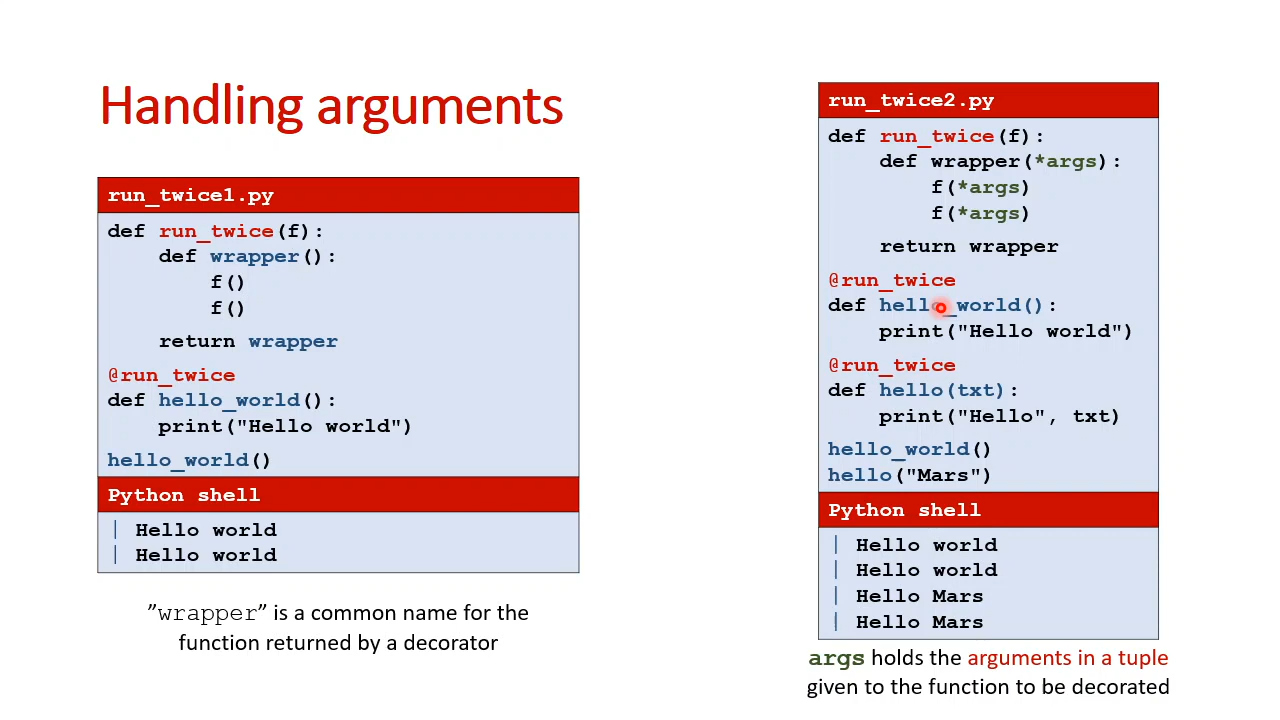 Handling arguments
run_twice1.py
def run_twice(f):
    def wrapper():
        f()
        f()
    return wrapper
@run_twice
def hello_world():
    print("Hello world")
hello_world()
Python shell
| Hello world
| Hello world
”wrapper” is a common name for the
function returned by a decorator
run_twice2.py
def run_twice(f):
    def wrapper(*args):
        f(*args)
        f(*args)
    return wrapper
@run_twice
def hello_world():
    print("Hello world")
@run_twice
def hello(txt):
    print("Hello", txt)
hello_world()
hello("Mars")
Python shell
| Hello world
| Hello world
| Hello Mars
| Hello Mars
args holds the arguments in a tuple
given to the function to be decorated